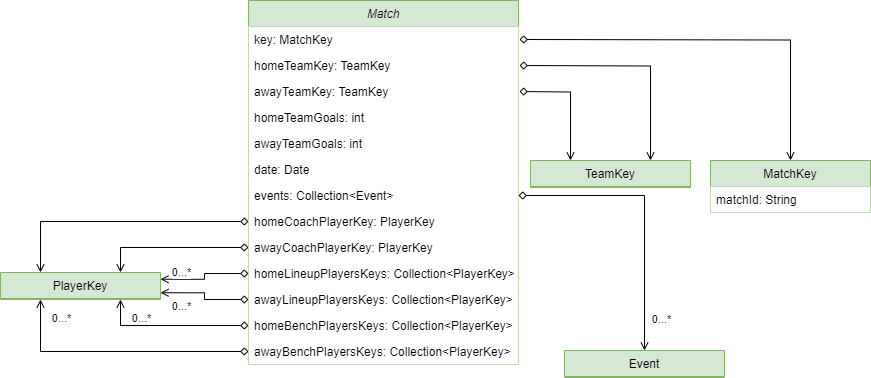 Match
key: MatchKey
homeTeamKey: TeamKey
awayTeamKey: TeamKey
homeTeamGoals: int
awayTeamGoals: int
date: Date
events: Collection<Event>
homeCoachPlayerKey: PlayerKey
awayCoachPlayerKey: PlayerKey
homeLineupPlayersKeys: Collection<PlayerKey>
awayLineupPlayersKeys: Collection<PlayerKey>
homeBenchPlayersKeys: Collection<PlayerKey>
awayBenchPlayersKeys: Collection<PlayerKey>
TeamKey
MatchKey
matchId: String
PlayerKey
0...*
0...*
0...*
0...*
0...*
Event